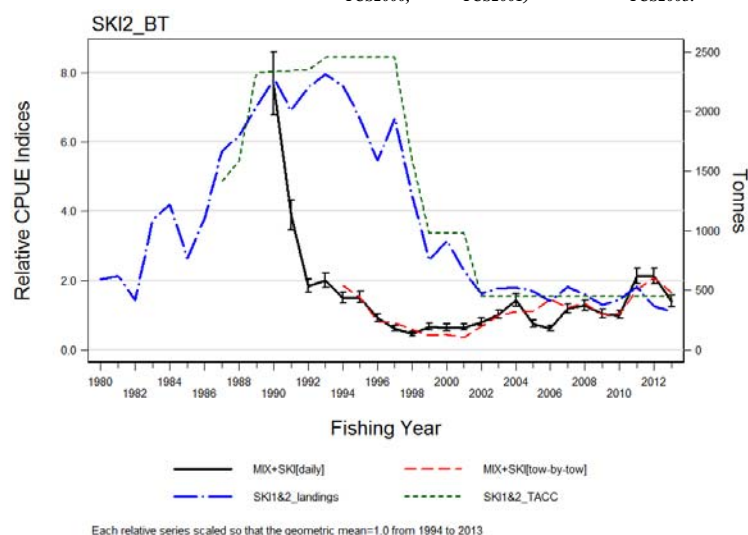 SKI2_BT
8.0
6.0
4.0
2.0
0.0
Relative CPUE Indices
2500
2000
1500
1000
500
0
Tonnes
1980 1982 1984 1986 1988 1990 1992 1994 1996 1998 2000 2002 2004 2006 2008 2010 2012
Fishing Year
MIX+SKI[daily] MIX+SKI[tow-by-tow]
SKI1&2_landings SKI1&2_TACC
Each relative series scaled so that the geometric mean=1.0 from 1994 to 2013